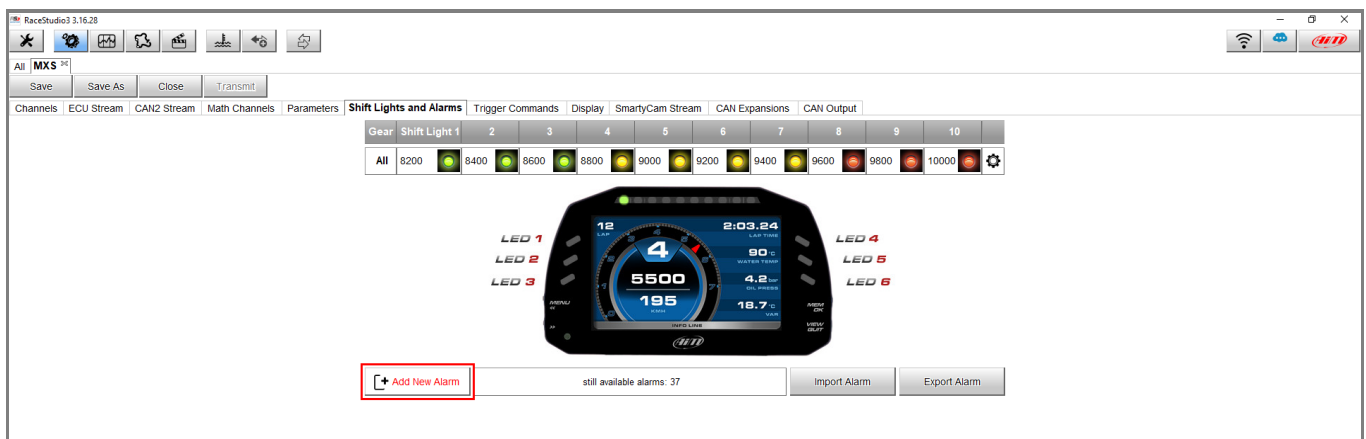 RaceStudio3 3.16.28
AiM
All MXS
Save Save As Close Transmit
Channels ECU Stream CAN2 Stream Math Channels Parameters Shift Lights and Alarms Trigger Commands Display SmartyCam Stream CAN Expansions CAN Output
Gear Shift Light 1 2 3 4 5 6 7 8 9 10
All 8200 8400 8600 8800 9000 9200 9400 9600 9800 10000
12 2:03.24
LAP LAP TIME
LED 1 4 90 °C LED 4
WATER TEMP
LED 2 LED 5
5500 4.2 bar
LED 3 OIL PRESS LED 6
195 18.7 °C
MENU KMH VAR MEM
<< OK
>> INFO LINE VIEW
QUIT
AiM
Add New Alarm still available alarms: 37 Import Alarm Export Alarm